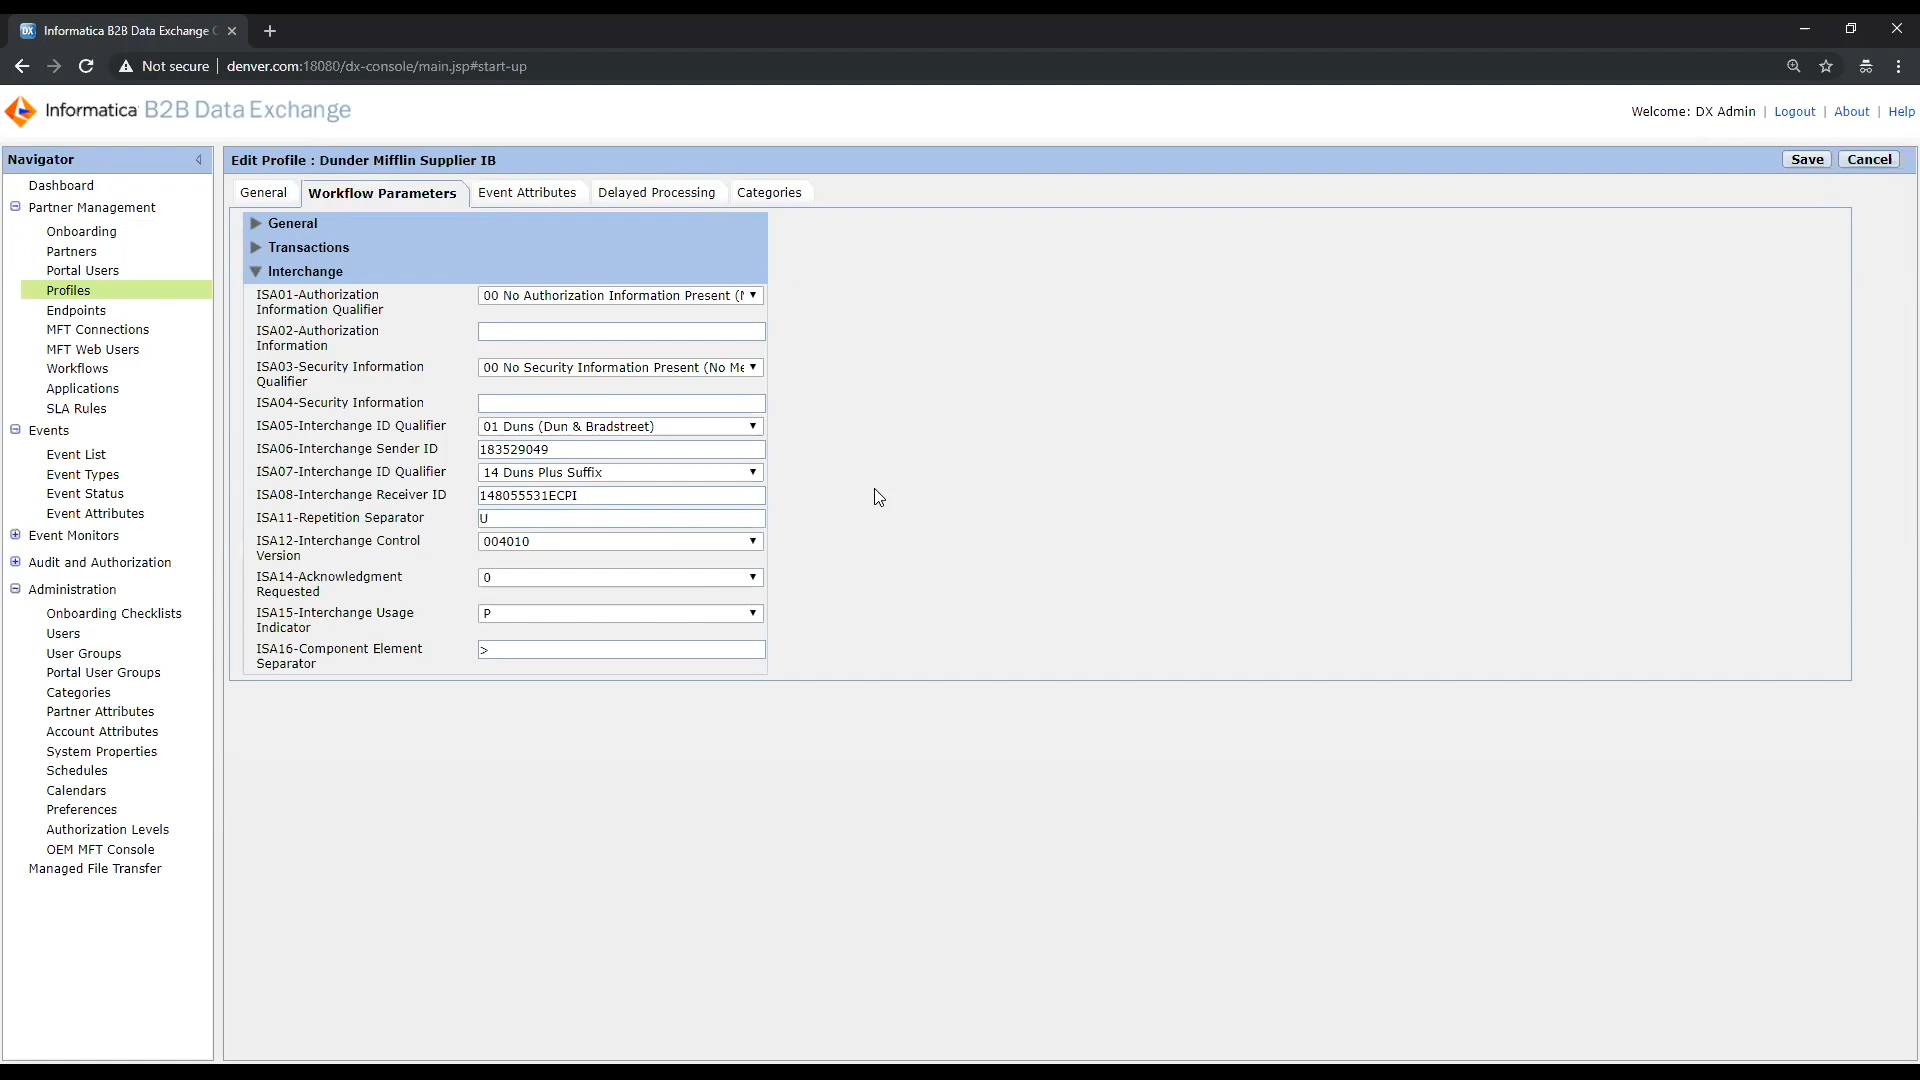 DX Informatica B2B Data Exchange
Not secure | denver.com:18080/dx-console/main.jsp#start-up
Informatica B2B Data Exchange
Welcome: DX Admin | Logout | About | Help
Navigator
Dashboard
Partner Management
Onboarding
Partners
Portal Users
Profiles
Endpoints
MFT Connections
MFT Web Users
Workflows
Applications
SLA Rules
Events
Event List
Event Types
Event Status
Event Attributes
Event Monitors
Audit and Authorization
Administration
Onboarding Checklists
Users
User Groups
Portal User Groups
Categories
Partner Attributes
Account Attributes
System Properties
Schedules
Calendars
Preferences
Authorization Levels
OEM MFT Console
Managed File Transfer
Edit Profile : Dunder Mifflin Supplier IB
Save Cancel
General Workflow Parameters Event Attributes Delayed Processing Categories
General
Transactions
Interchange
ISA01-Authorization
Information Qualifier
00 No Authorization Information Present (
ISA02-Authorization
Information
ISA03-Security Information
Qualifier
00 No Security Information Present (No Me
ISA04-Security Information
ISA05-Interchange ID Qualifier 01 Duns (Dun & Bradstreet)
ISA06-Interchange Sender ID 183529049
ISA07-Interchange ID Qualifier 14 Duns Plus Suffix
ISA08-Interchange Receiver ID 148055531ECPI
ISA11-Repetition Separator U
ISA12-Interchange Control
Version
004010
ISA14-Acknowledgment
Requested
0
ISA15-Interchange Usage
Indicator
P
ISA16-Component Element
Separator
>